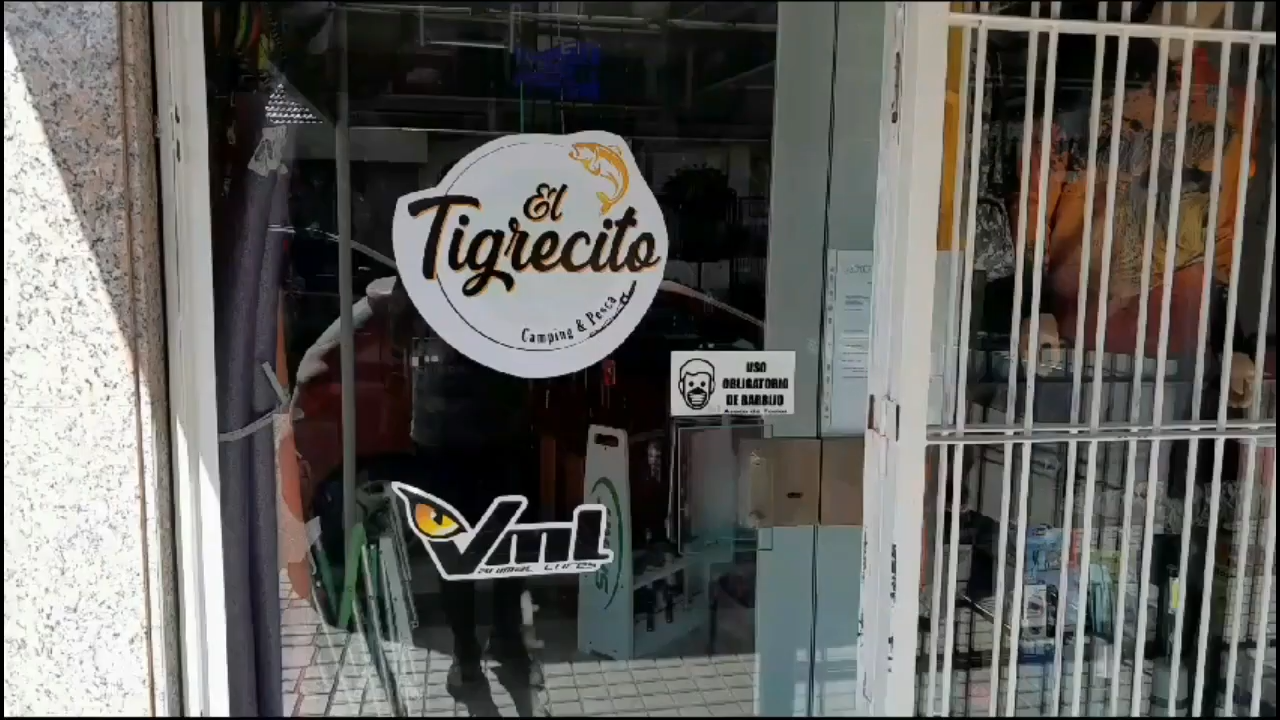 El
Tigrecito
Camping & Pesca
USO
OBLIGATORIO
DE BARBIJO
VML